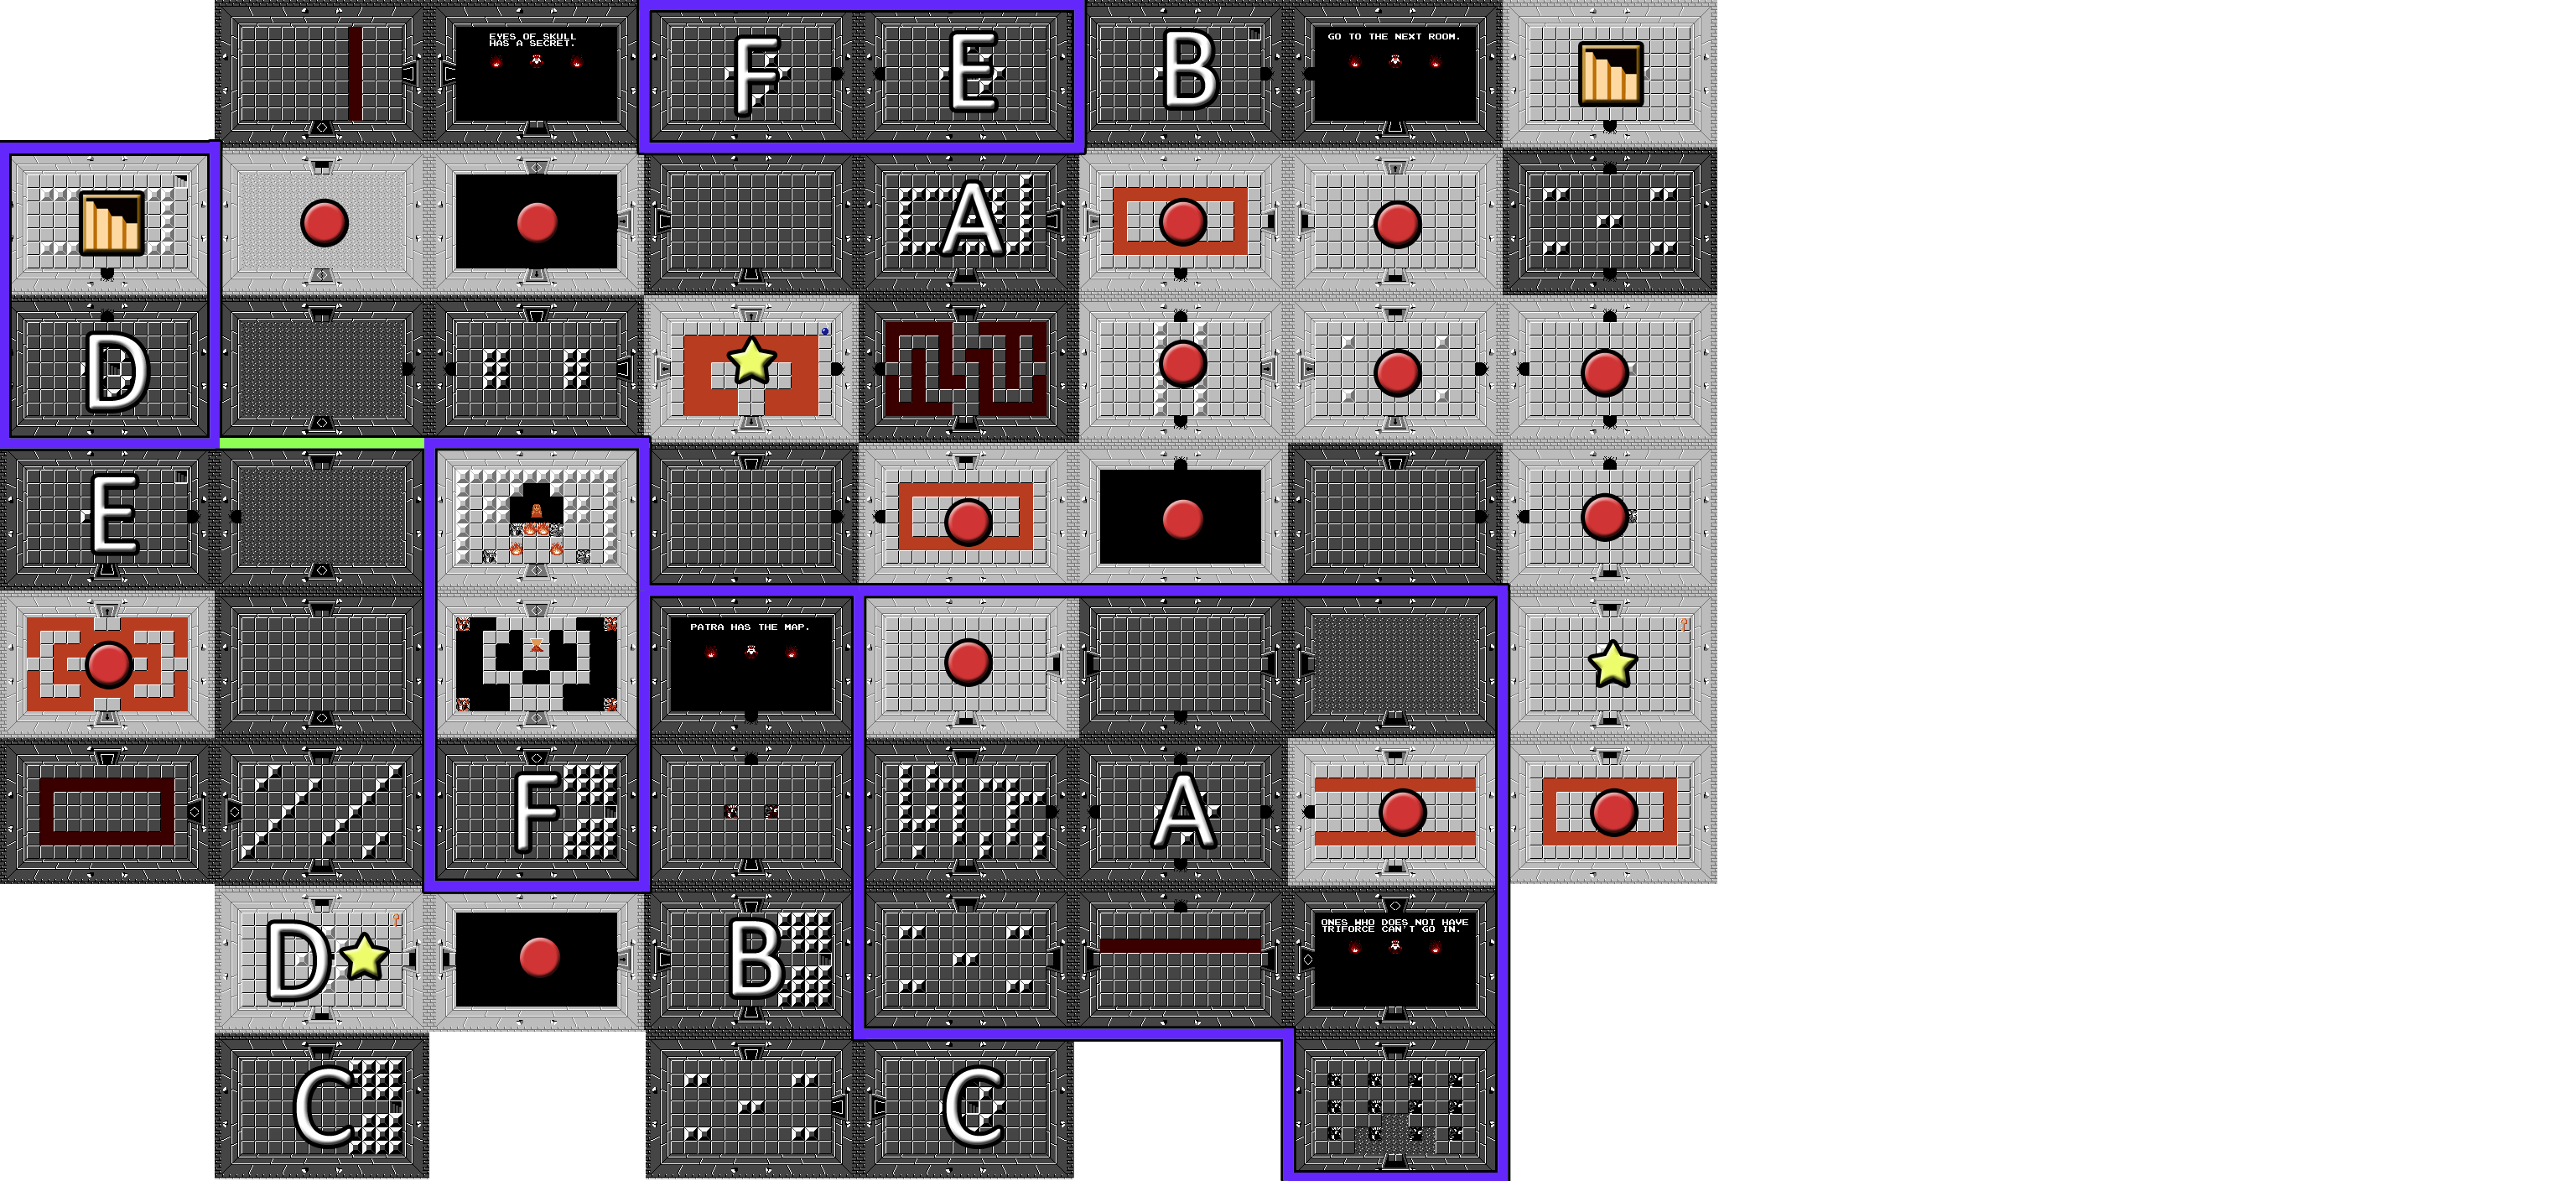 EYES OF SKULL
HAS A SECRET.
F
E
B
GO TO THE NEXT ROOM.
A
D
E
PATRA HAS THE MAP.
F
A
D
B
ONES WHO DOES NOT HAVE
TRIFORCE CAN'T GO IN.
C
C